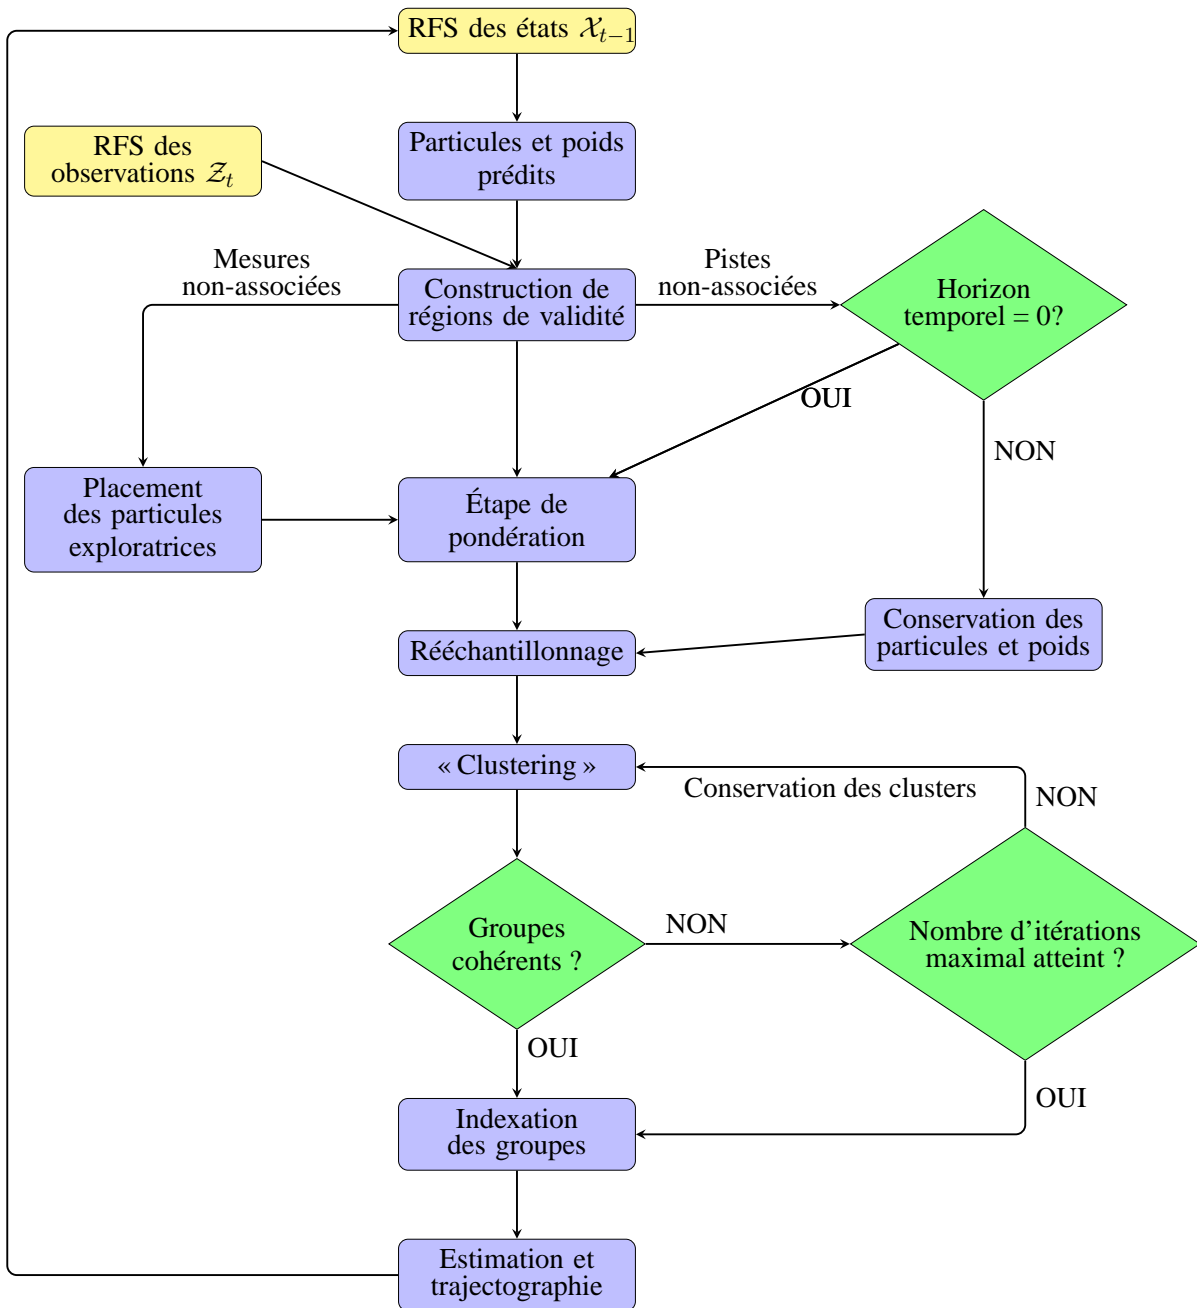 RFS des états 𝒳ₜ₋₁
Particules et poids
prédits
RFS des
observations 𝒵ₜ
Mesures
non-associées
Construction de
régions de validité
Pistes
non-associées
Horizon
temporel = 0?
OUI
NON
Placement
des particules
exploratrices
Étape de
pondération
Conservation des
particules et poids
Rééchantillonnage
« Clustering »
Conservation des clusters
NON
Groupes
cohérents ?
NON
Nombre d'itérations
maximal atteint ?
OUI
OUI
Indexation
des groupes
Estimation et
trajectographie